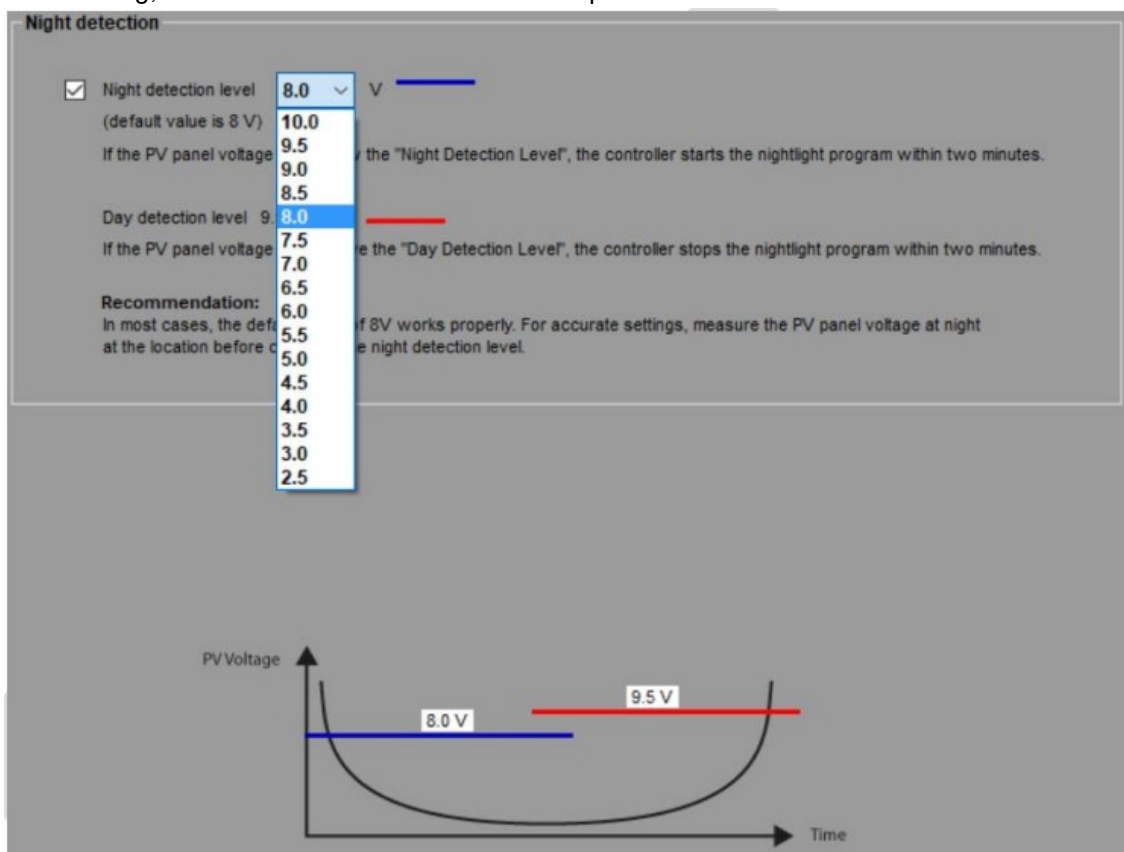 Night detection
Night detection level 8.0 V
(default value is 8 V)
10.0
If the PV panel voltage the "Night Detection Level", the controller starts the nightlight program within two minutes.
9.5
9.0
8.5
Day detection level 9. 8.0
If the PV panel voltage the "Day Detection Level", the controller stops the nightlight program within two minutes.
7.5
7.0
6.5
Recommendation:
6.0
In most cases, the of 8V works properly. For accurate settings, measure the PV panel voltage at night
5.5
at the location before night detection level.
5.0
4.5
4.0
3.5
3.0
2.5
PV Voltage
9.5 V
8.0 V
Time